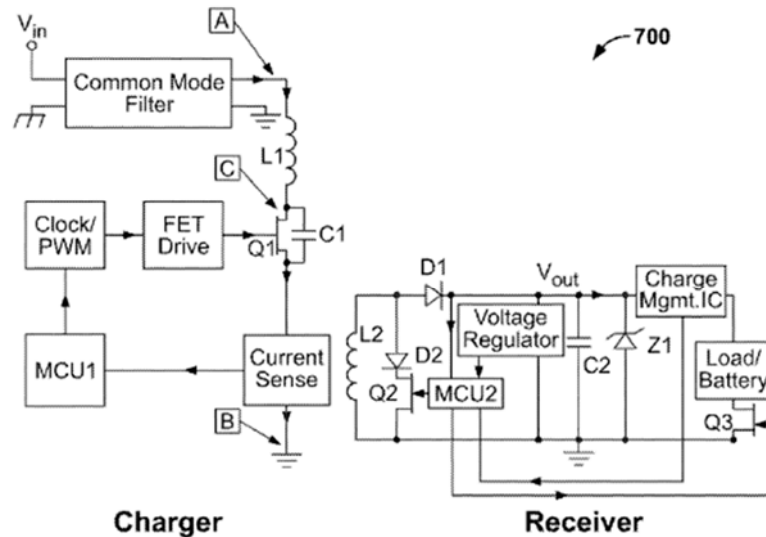 Vin
A
700
Common Mode
Filter
L1
C
Clock/
PWM
FET
Drive
Q1
C1
D1
Vout
Charge
Mgmt.IC
L2
D2
Voltage
Regulator
C2
Z1
Load/
Battery
MCU1
Current
Sense
Q2
MCU2
Q3
B
Charger
Receiver